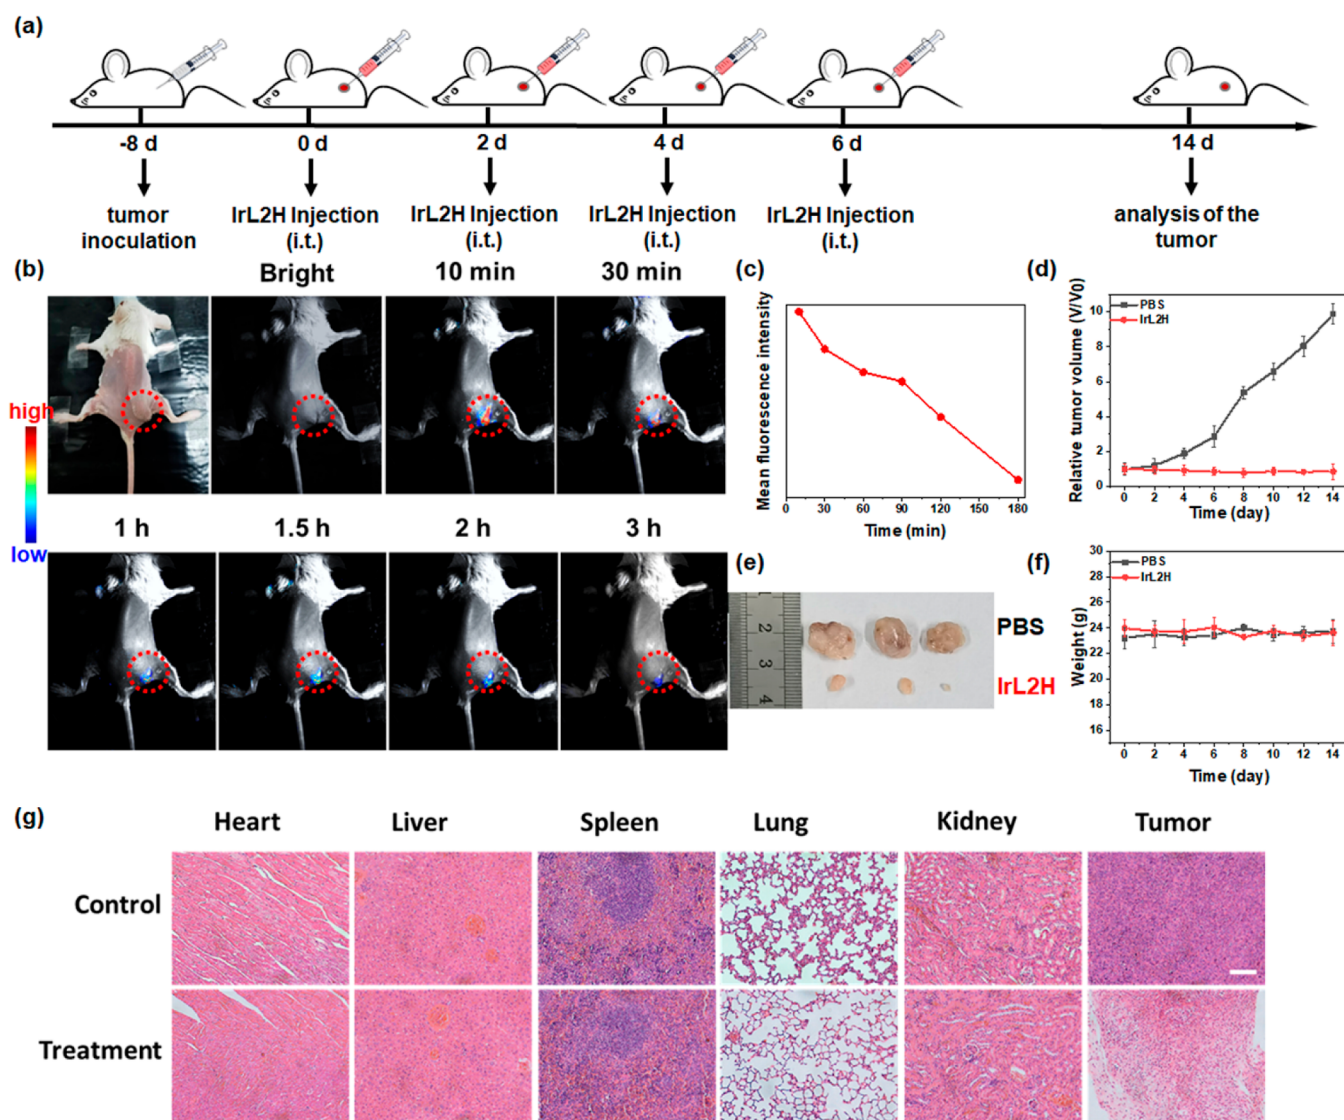 (a)
-8 d
0 d
2 d
4 d
6 d
14 d
tumor
inoculation
IrL2H Injection
(i.t.)
IrL2H Injection
(i.t.)
IrL2H Injection
(i.t.)
IrL2H Injection
(i.t.)
analysis of the
tumor
(b)
Bright
10 min
30 min
high
low
1 h
1.5 h
2 h
3 h
(c)
Mean fluorescence intensity
0 30 60 90 120 150 180
Time (min)
(d)
PBS
IrL2H
Relative tumor volume (V/V0)
10
8
6
4
2
0
0 2 4 6 8 10 12 14
Time (day)
(e)
2
3
4
PBS
IrL2H
(f)
PBS
IrL2H
Weight (g)
30
28
26
24
22
20
18
16
0 2 4 6 8 10 12 14
Time (day)
(g)
Heart Liver Spleen Lung Kidney Tumor
Control
Treatment